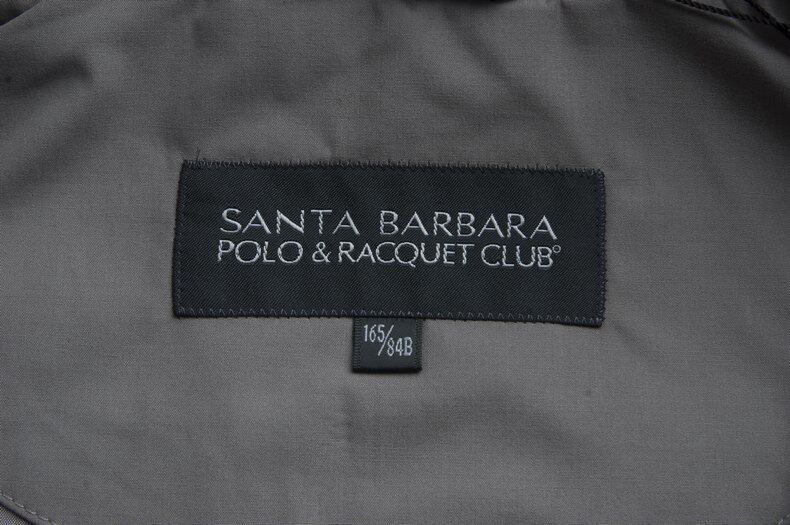 SANTA BARBARA
POLO & RACQUET CLUB®
165/84B